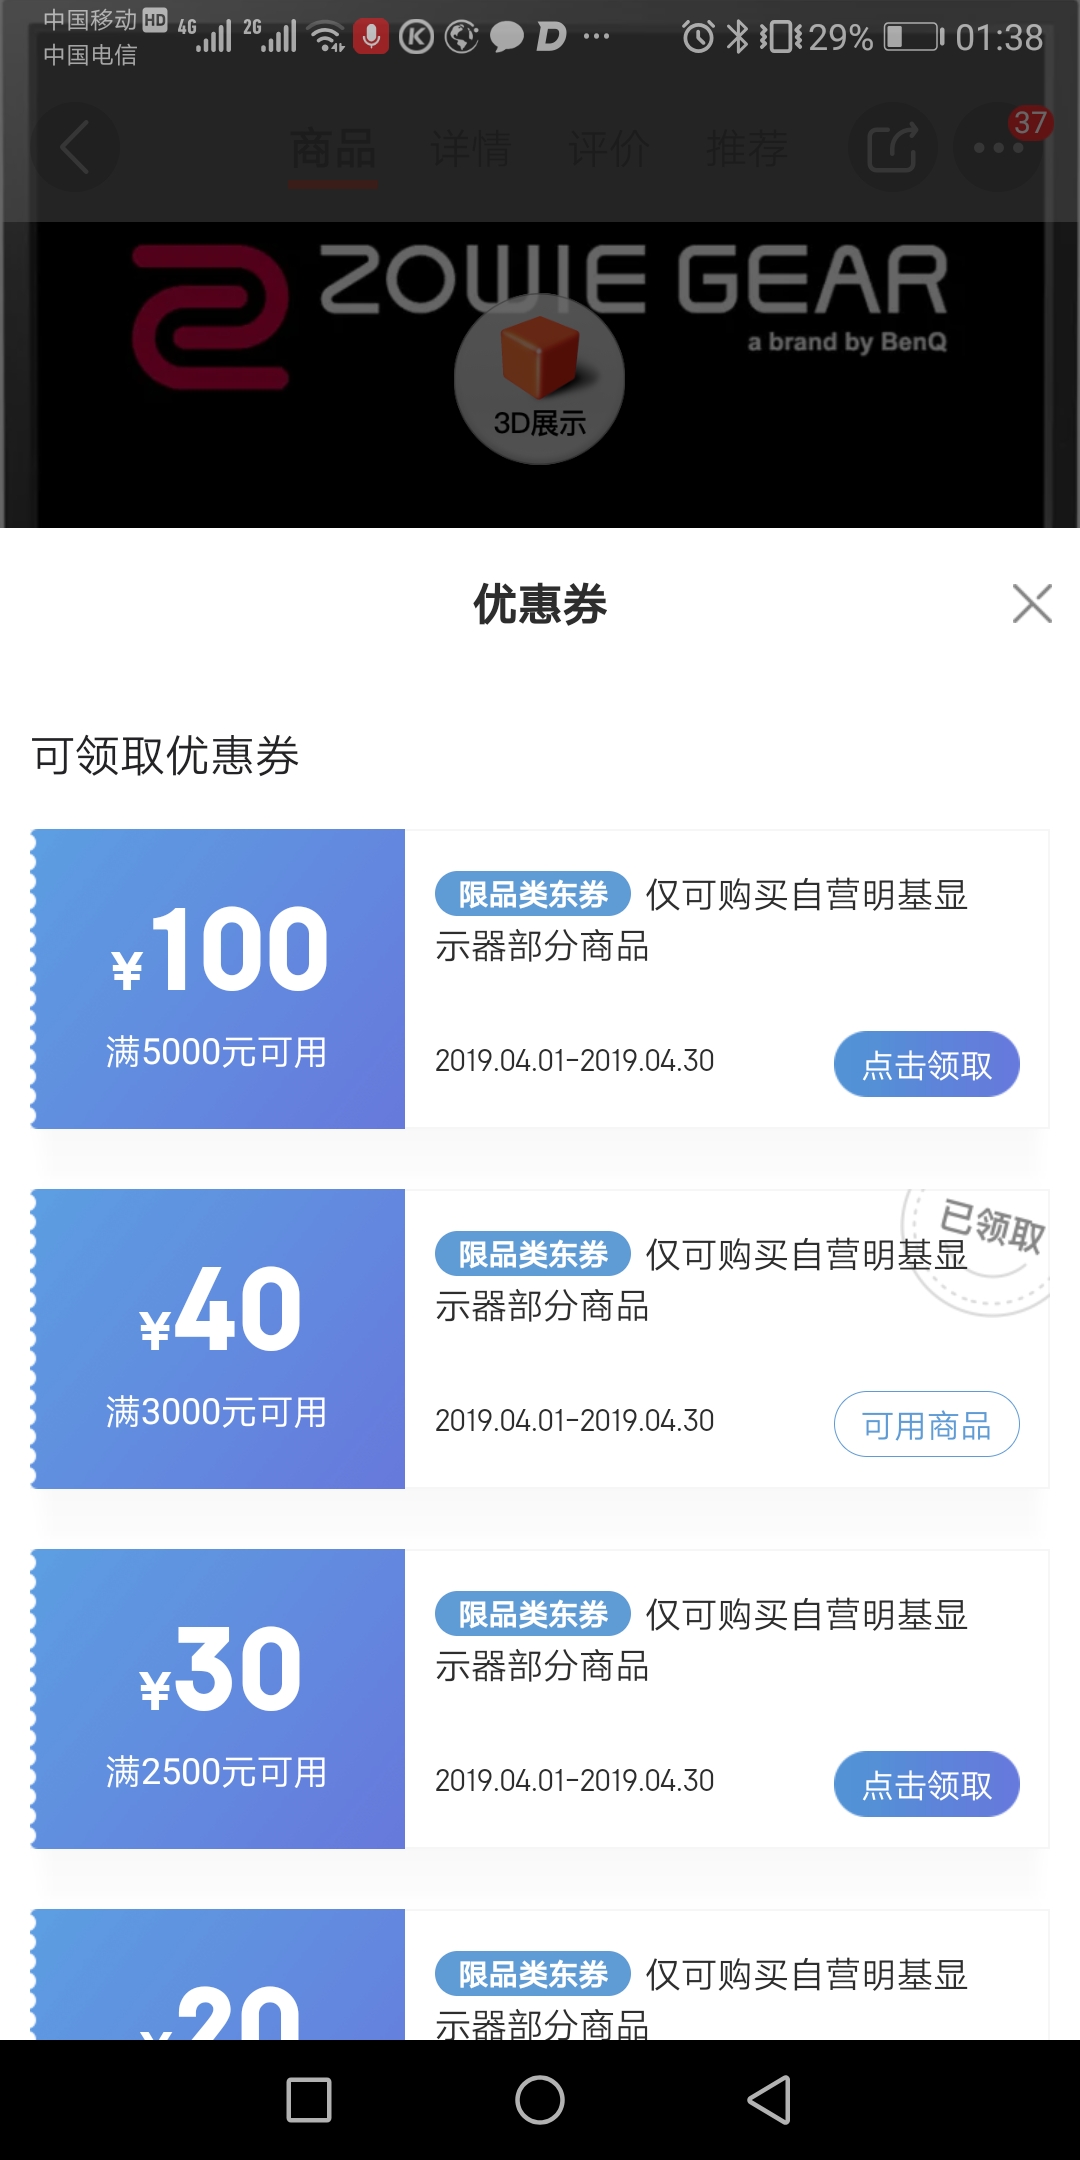 中国移动 HD 4G 2G 29% 01:38
中国电信
商品 详情 评价 推荐 37
ZOWIE GEAR
a brand by BenQ
3D展示
优惠券
可领取优惠券
¥100
满5000元可用
限品类东券 仅可购买自营明基显
示器部分商品
2019.04.01-2019.04.30
点击领取
¥40
满3000元可用
已领取
限品类东券 仅可购买自营明基显
示器部分商品
2019.04.01-2019.04.30
可用商品
¥30
满2500元可用
限品类东券 仅可购买自营明基显
示器部分商品
2019.04.01-2019.04.30
点击领取
¥20
限品类东券 仅可购买自营明基显
示器部分商品